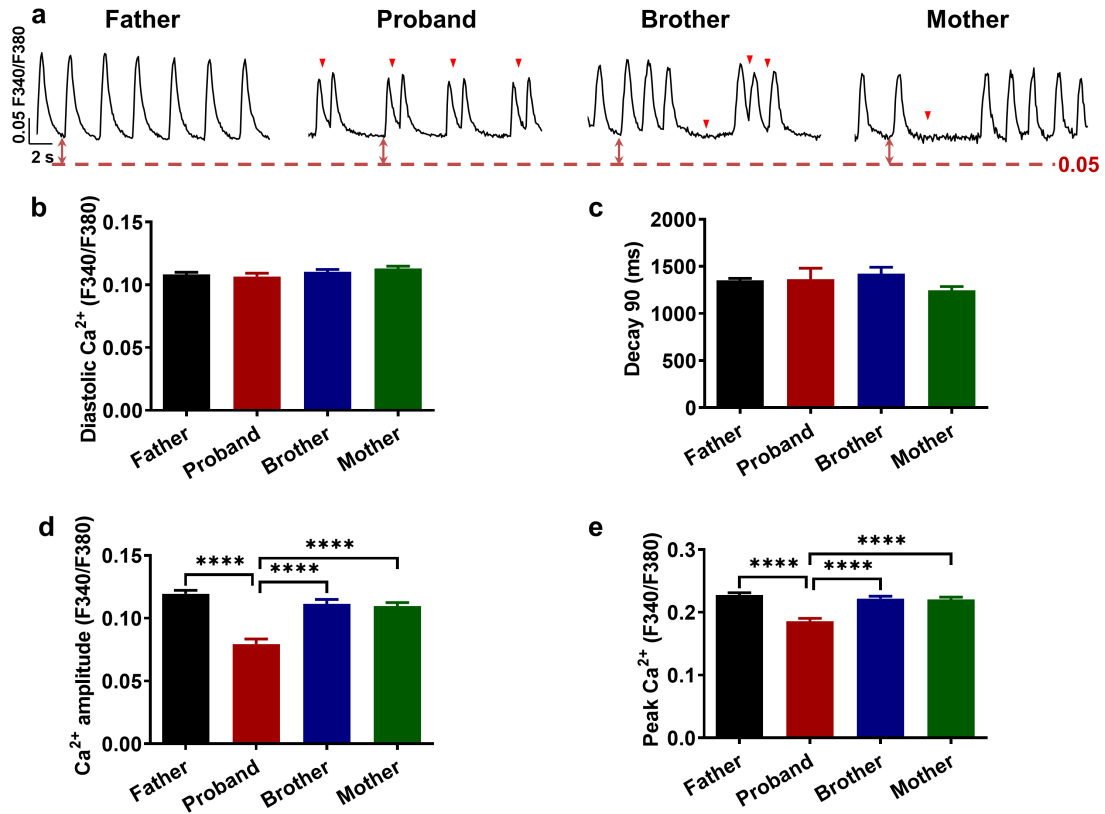 a
Father Proband Brother Mother
0.05 F340/F380
2 s
0.05
b
Diastolic Ca2+ (F340/F380)
0.15
0.10
0.05
0.00
Father Proband Brother Mother
c
Decay 90 (ms)
2000
1500
1000
500
0
Father Proband Brother Mother
d
Ca2+ amplitude (F340/F380)
0.15
0.10
0.05
0.00
**** **** ****
Father Proband Brother Mother
e
Peak Ca2+ (F340/F380)
0.3
0.2
0.1
0.0
**** **** ****
Father Proband Brother Mother